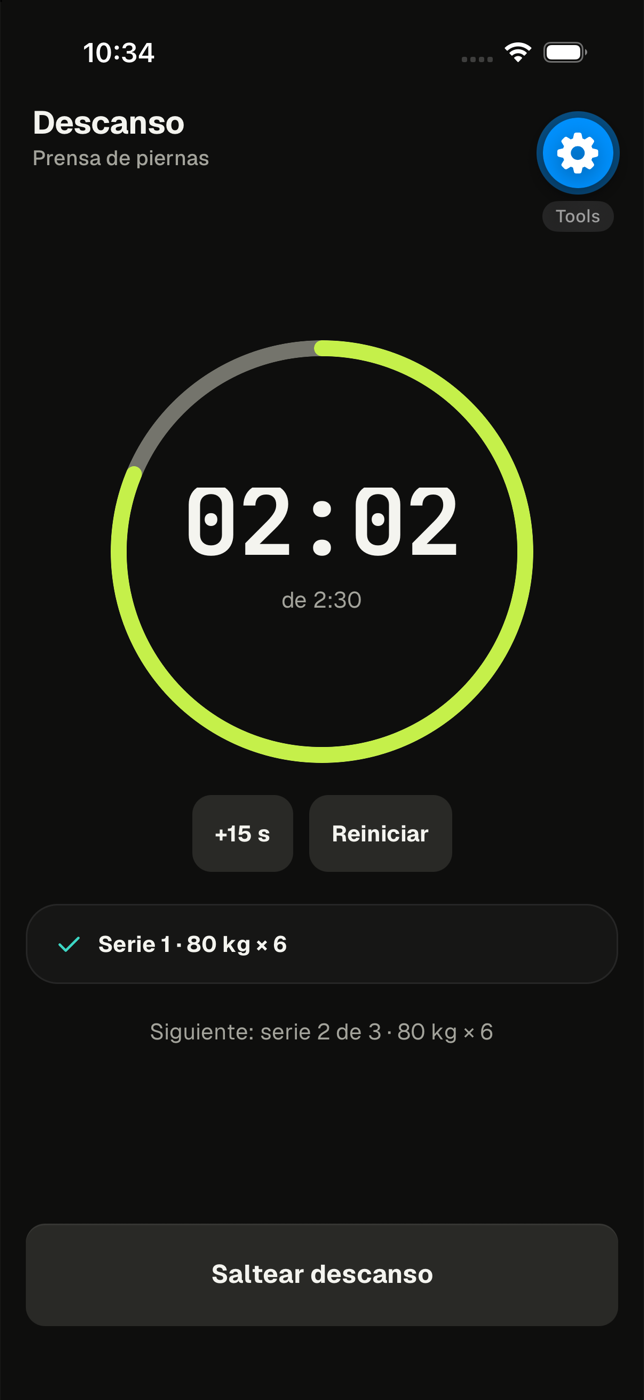 10:34
Descanso
Prensa de piernas
Tools
02:02
de 2:30
+15 s
Reiniciar
Serie 1 · 80 kg × 6
Siguiente: serie 2 de 3 · 80 kg × 6
Saltear descanso